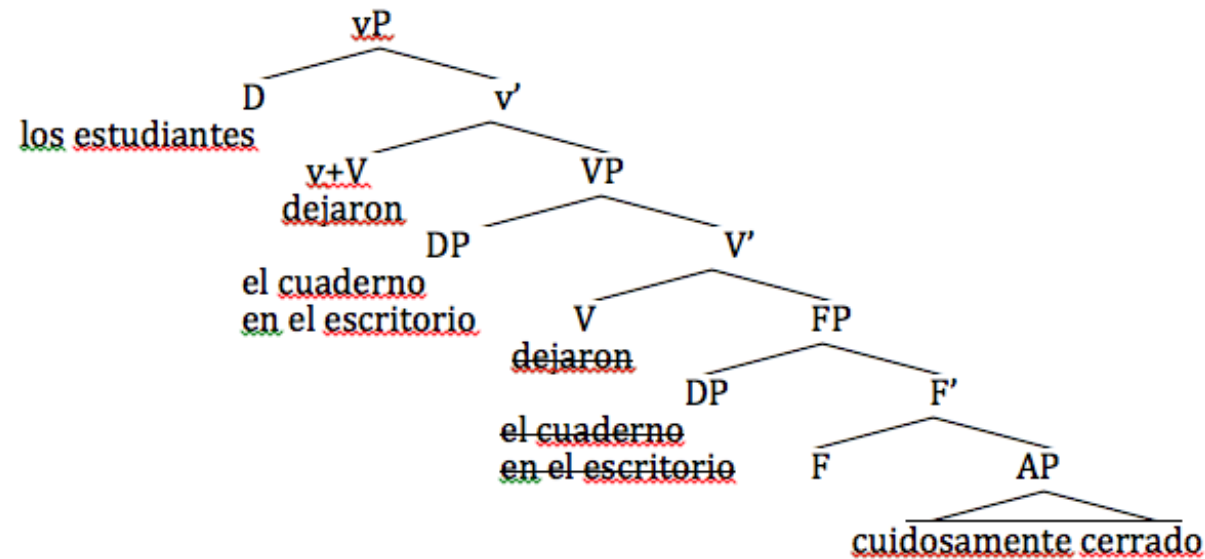 vP
D v’
los estudiantes
v+V VP
dejaron
DP V’
el cuaderno
en el escritorio V FP
dejaron
DP F’
el cuaderno
en el escritorio F AP
cuidosamente cerrado